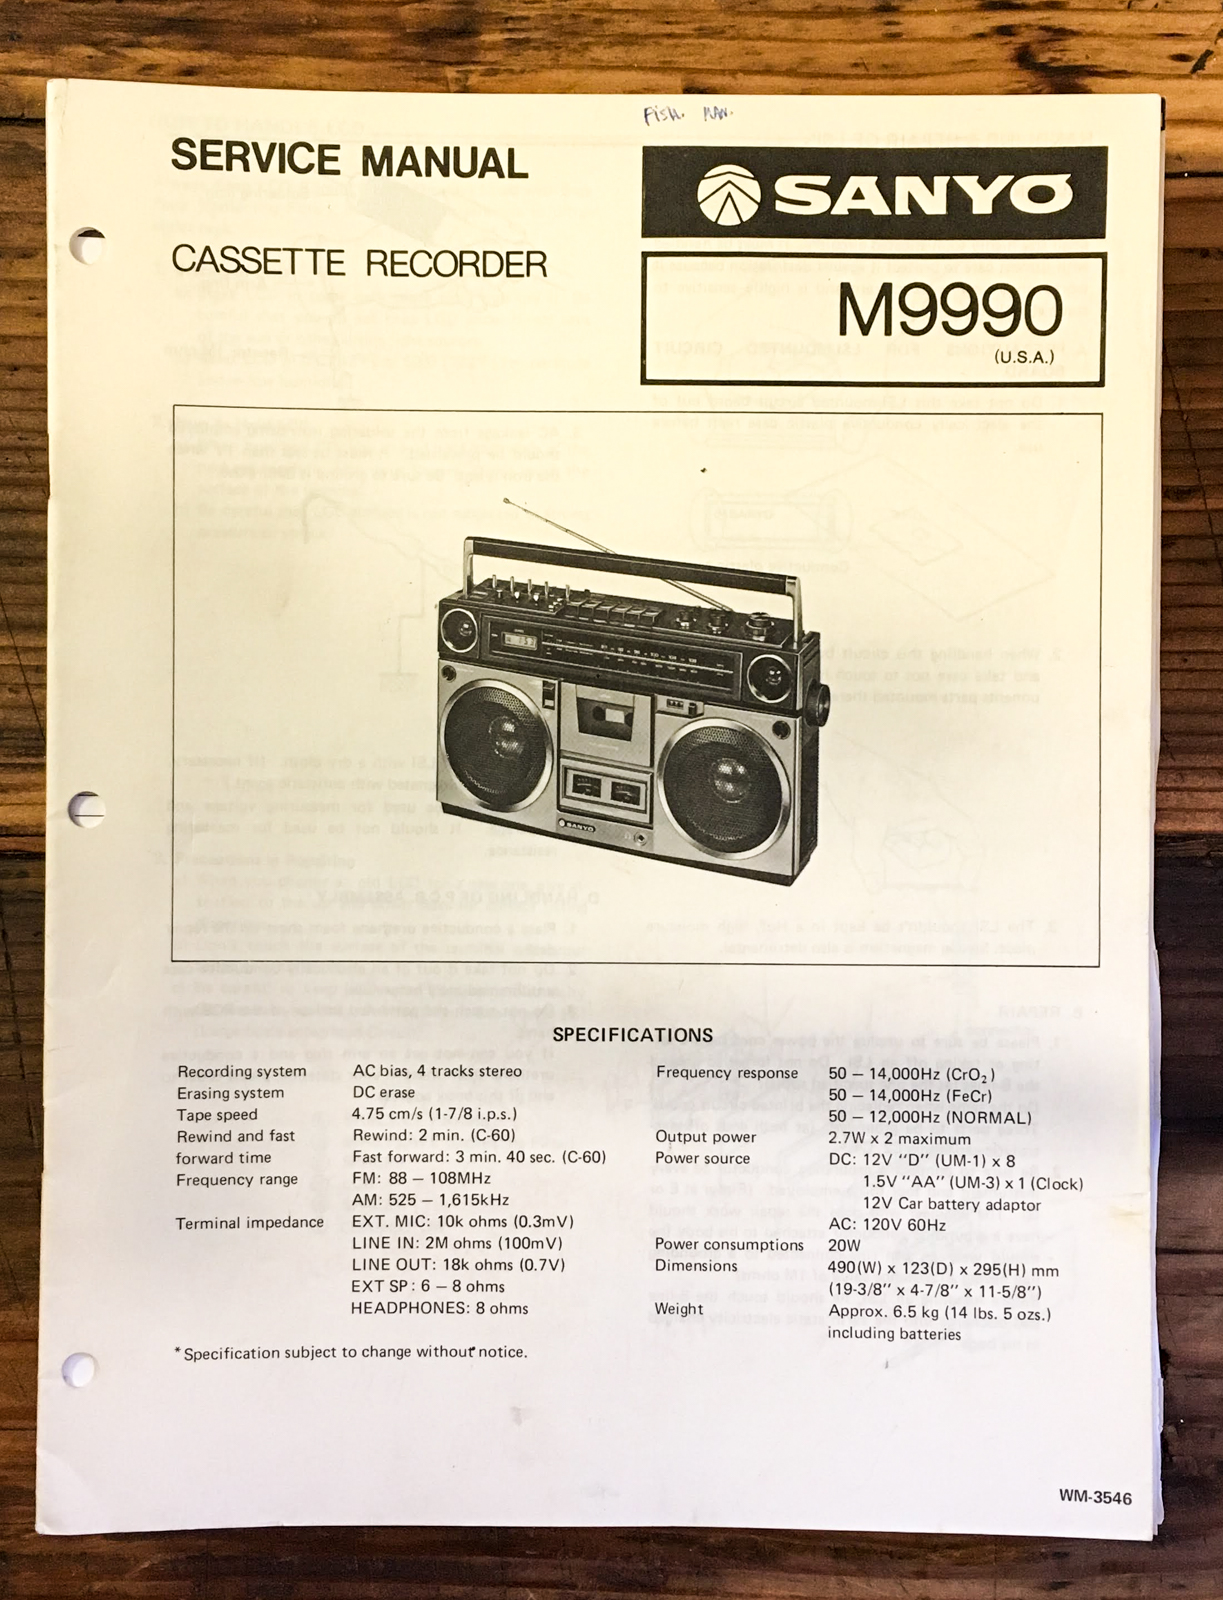 Fish.
SERVICE MANUAL
SANYO
CASSETTE RECORDER
M9990
(U.S.A.)
SANYO
SPECIFICATIONS
Recording system AC bias, 4 tracks stereo
Erasing system DC erase
Tape speed 4.75 cm/s (1-7/8 i.p.s.)
Rewind and fast Rewind: 2 min. (C-60)
forward time Fast forward: 3 min. 40 sec. (C-60)
Frequency range FM: 88 – 108MHz
AM: 525 – 1,615kHz
Terminal impedance EXT. MIC: 10k ohms (0.3mV)
LINE IN: 2M ohms (100mV)
LINE OUT: 18k ohms (0.7V)
EXT SP: 6 – 8 ohms
HEADPHONES: 8 ohms
Frequency response 50 – 14,000Hz (CrO₂)
50 – 14,000Hz (FeCr)
50 – 12,000Hz (NORMAL)
Output power 2.7W x 2 maximum
Power source DC: 12V "D" (UM-1) x 8
1.5V "AA" (UM-3) x 1 (Clock)
12V Car battery adaptor
AC: 120V 60Hz
Power consumptions 20W
Dimensions 490(W) x 123(D) x 295(H) mm
(19-3/8" x 4-7/8" x 11-5/8")
Weight Approx. 6.5 kg (14 lbs. 5 ozs.)
including batteries
*Specification subject to change without notice.
WM-3546